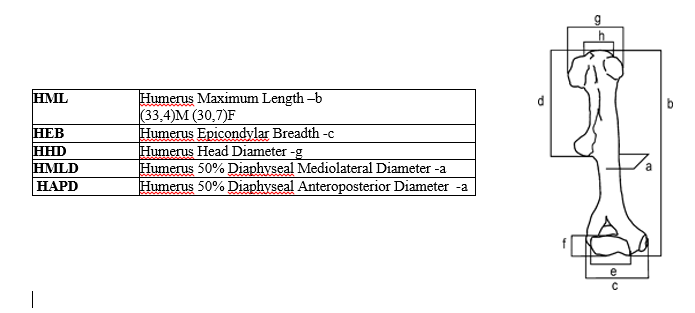 HML Humerus Maximum Length –b
(33,4)M (30,7)F
HEB Humerus Epicondylar Breadth -c
HHD Humerus Head Diameter -g
HMLD Humerus 50% Diaphyseal Mediolateral Diameter -a
HAPD Humerus 50% Diaphyseal Anteroposterior Diameter -a
g
h
d
b
a
f
e
c